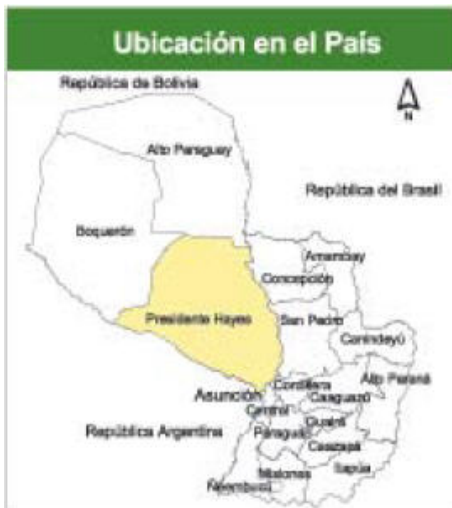 Ubicación en el País
República de Bolivia
N
Alto Paraguay
República del Brasil
Boquerón
Amambay
Concepción
Presidente Hayes
San Pedro
Canindeyú
Cordillera
Alto Paraná
Asunción
Caaguazú
Central
Guairá
República Argentina
Paraguarí
Caazapá
Itapúa
Misiones
Ñeembucú